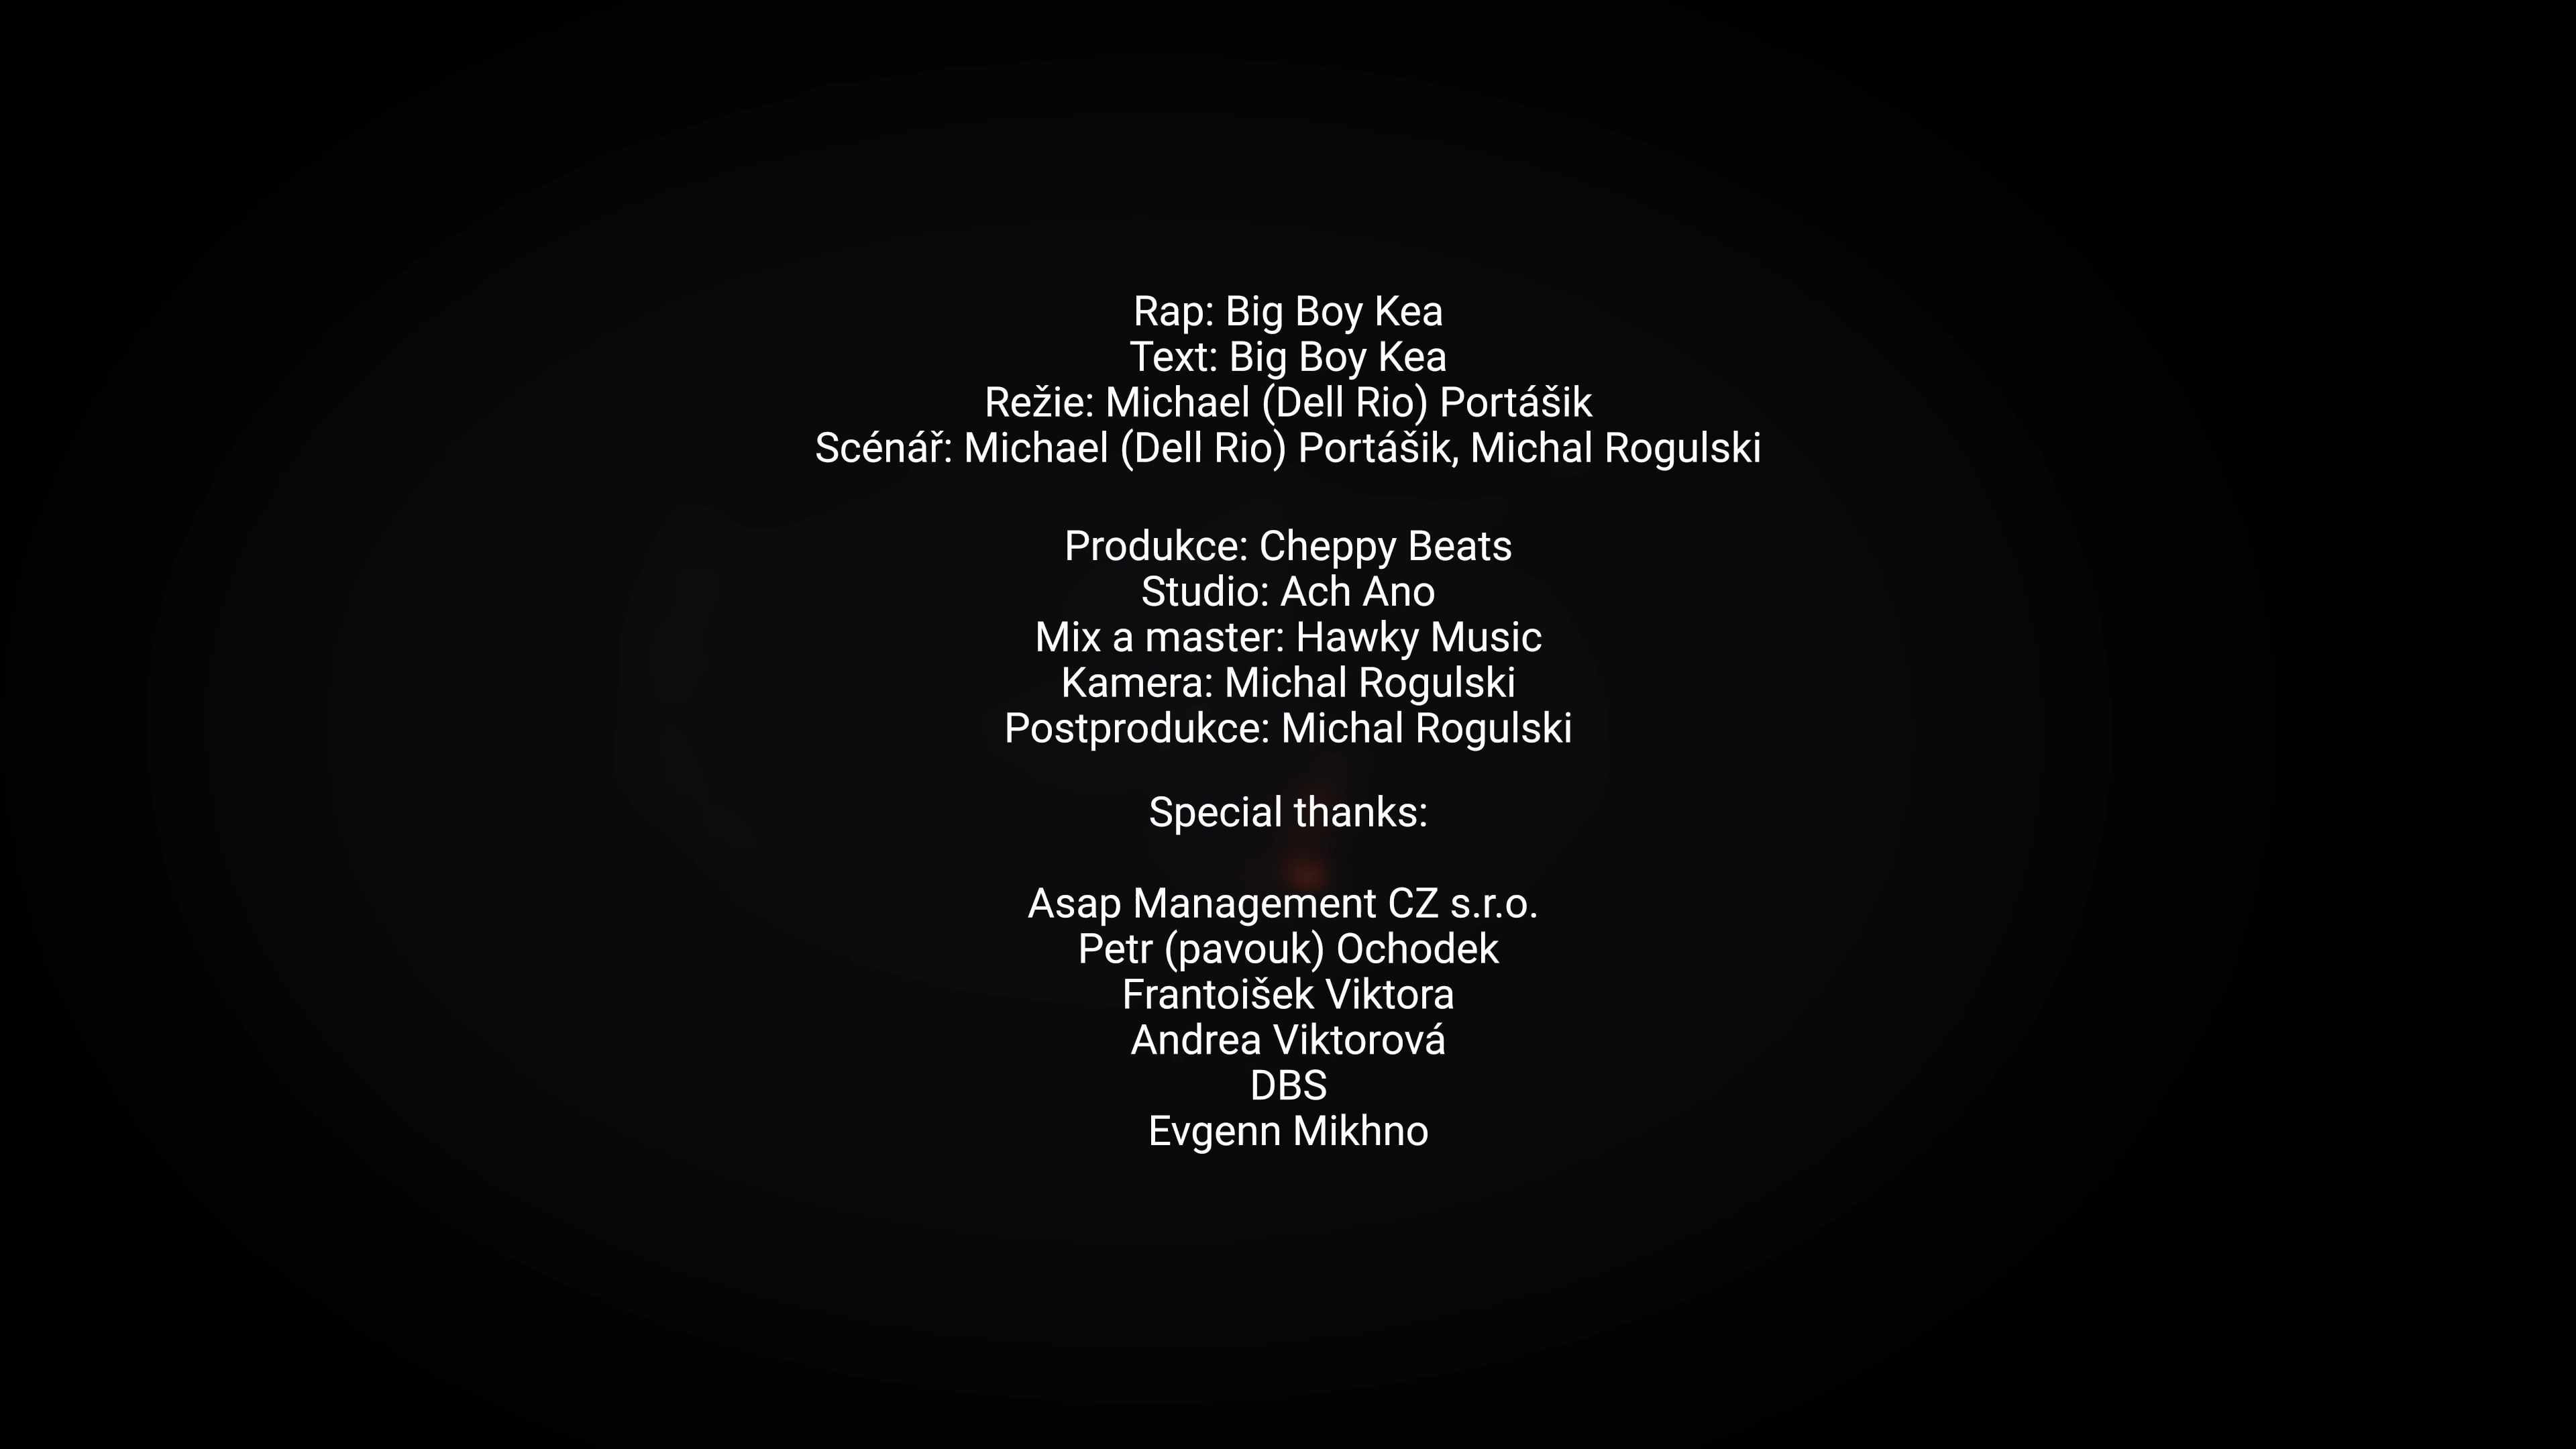 Rap: Big Boy Kea
Text: Big Boy Kea
Režie: Michael (Dell Rio) Portášik
Scénář: Michael (Dell Rio) Portášik, Michal Rogulski
Produkce: Cheppy Beats
Studio: Ach Ano
Mix a master: Hawky Music
Kamera: Michal Rogulski
Postprodukce: Michal Rogulski
Special thanks:
Asap Management CZ s.r.o.
Petr (pavouk) Ochodek
Frantoišek Viktora
Andrea Viktorová
DBS
Evgenn Mikhno